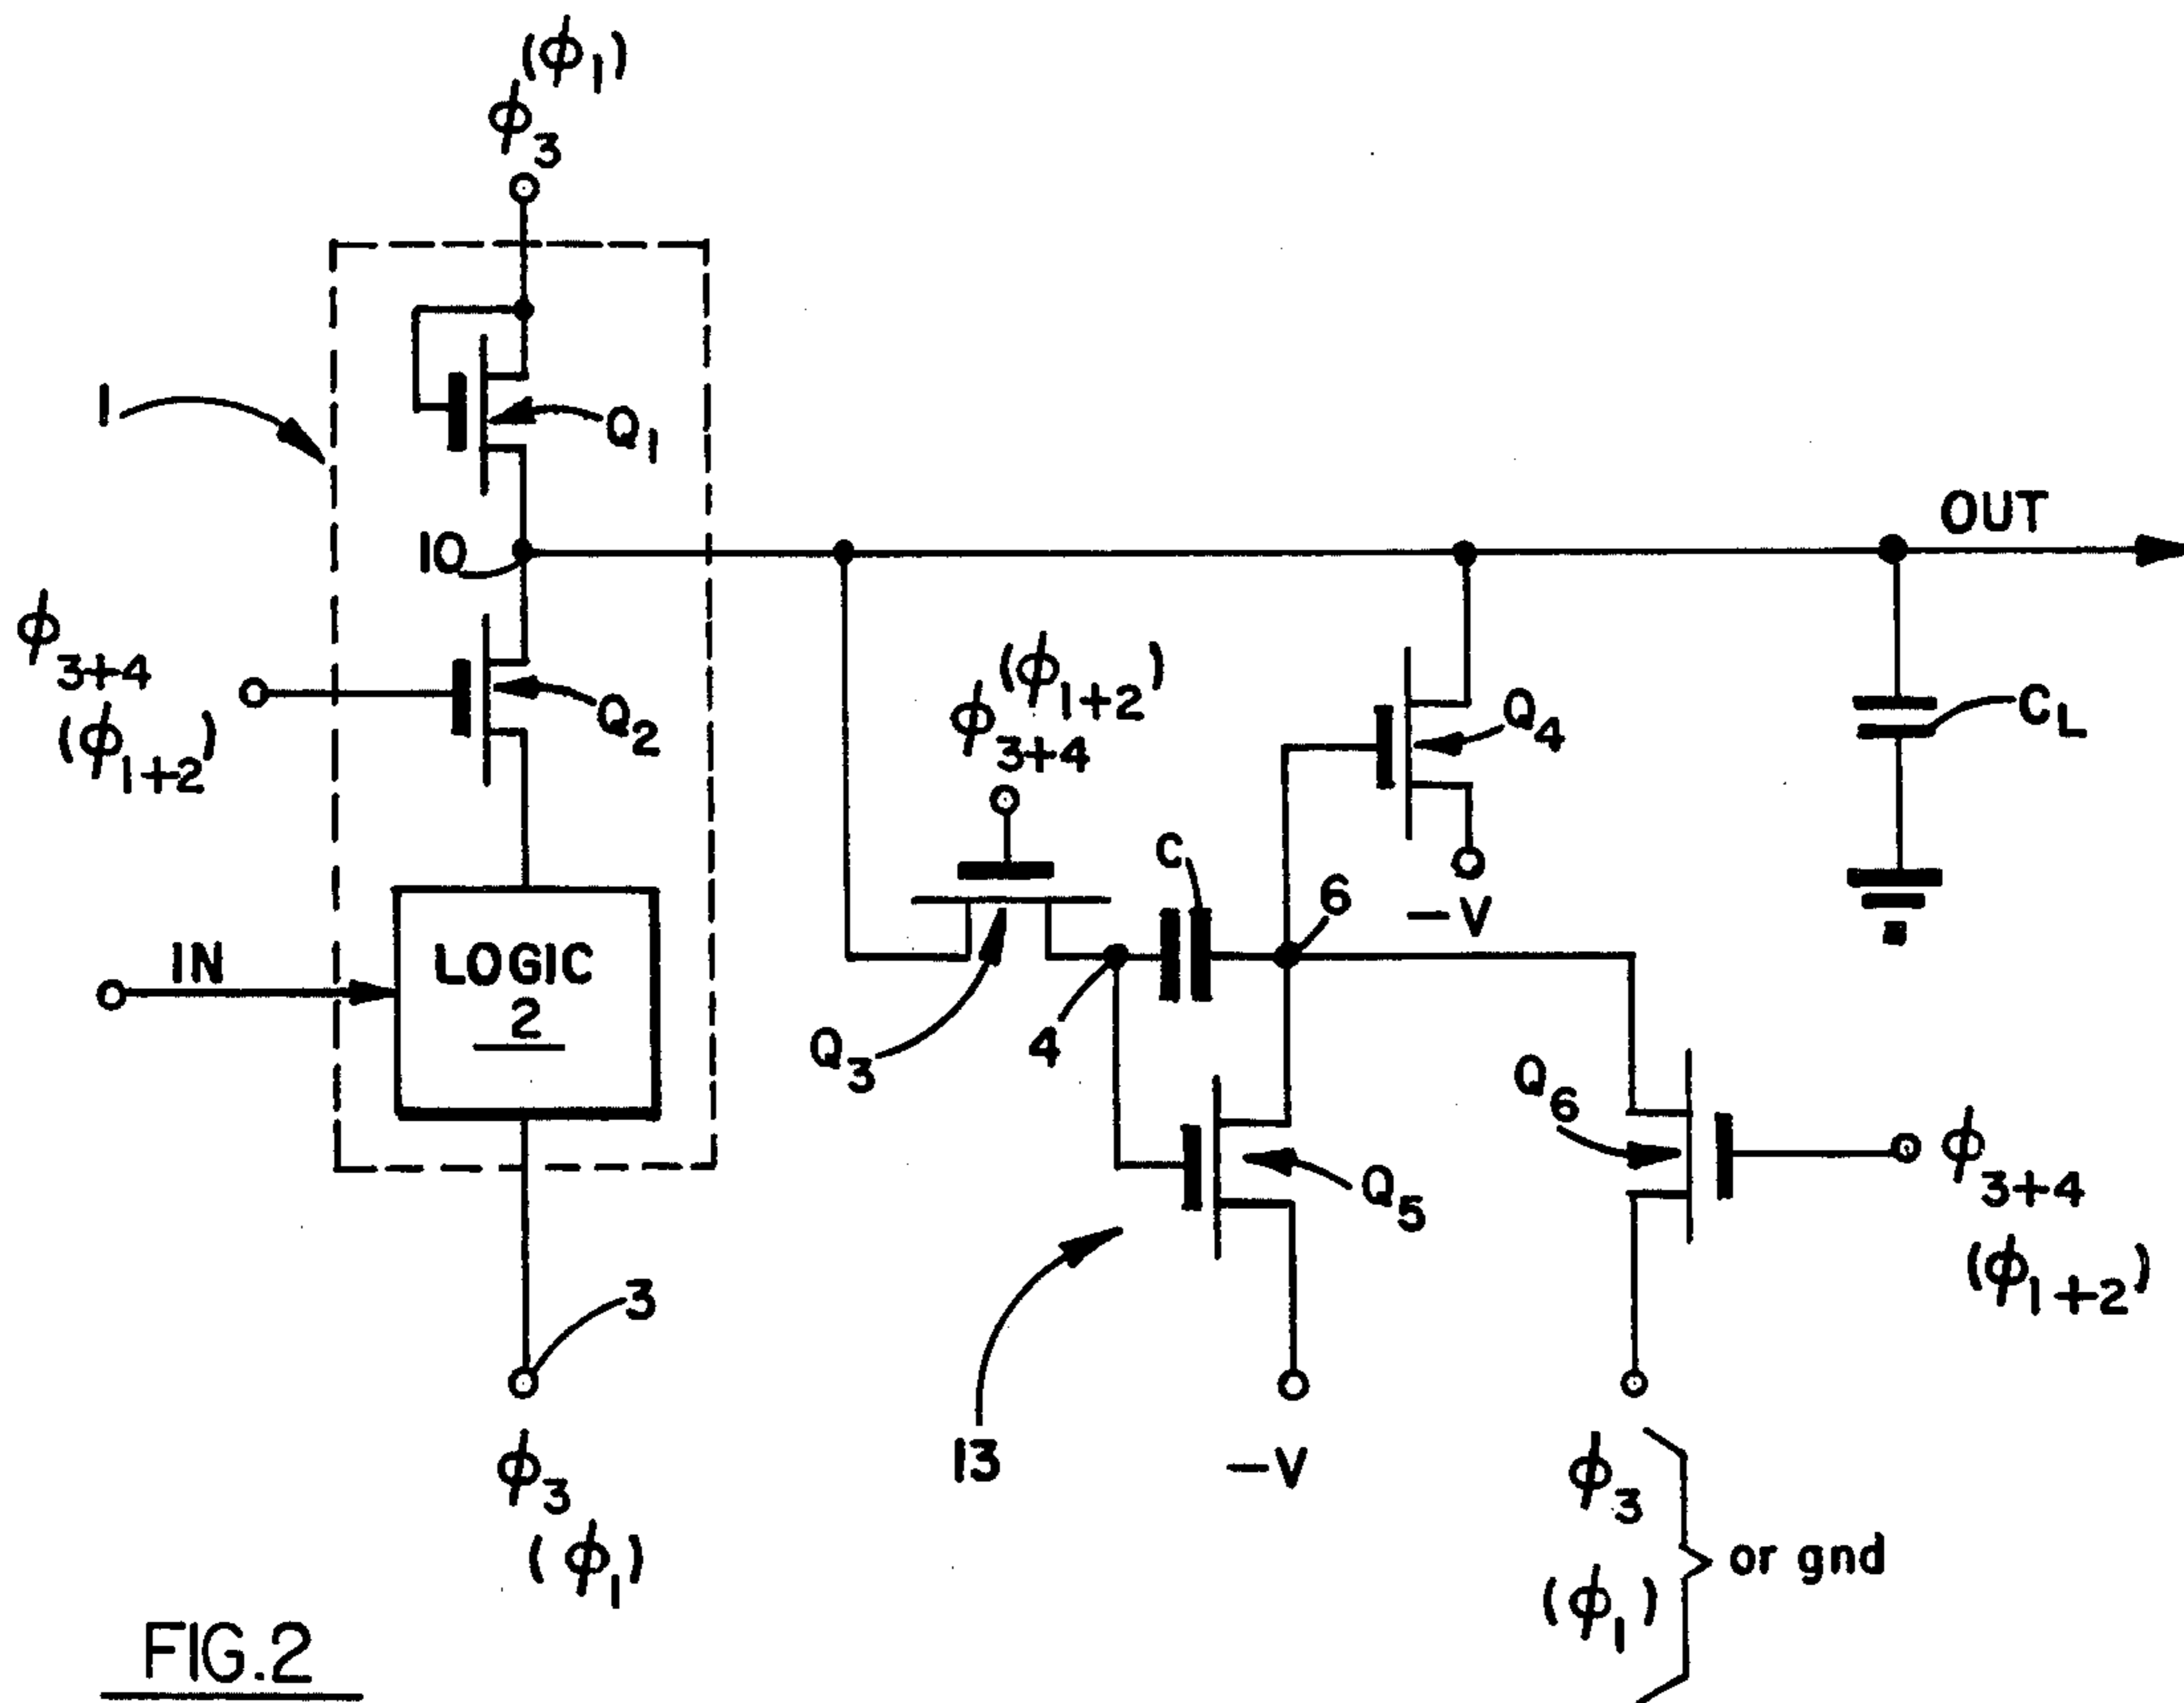 (ϕ1)
ϕ3
1
Q1
10
ϕ3+4
(ϕ1+2)
Q2
OUT
(ϕ1+2)
ϕ3+4
Q4
CL
C
6
-V
IN
LOGIC
2
Q3
4
Q6
ϕ3+4
(ϕ1+2)
Q5
3
13
-V
ϕ3
(ϕ1)
ϕ3
(ϕ1)
or gnd
FIG.2